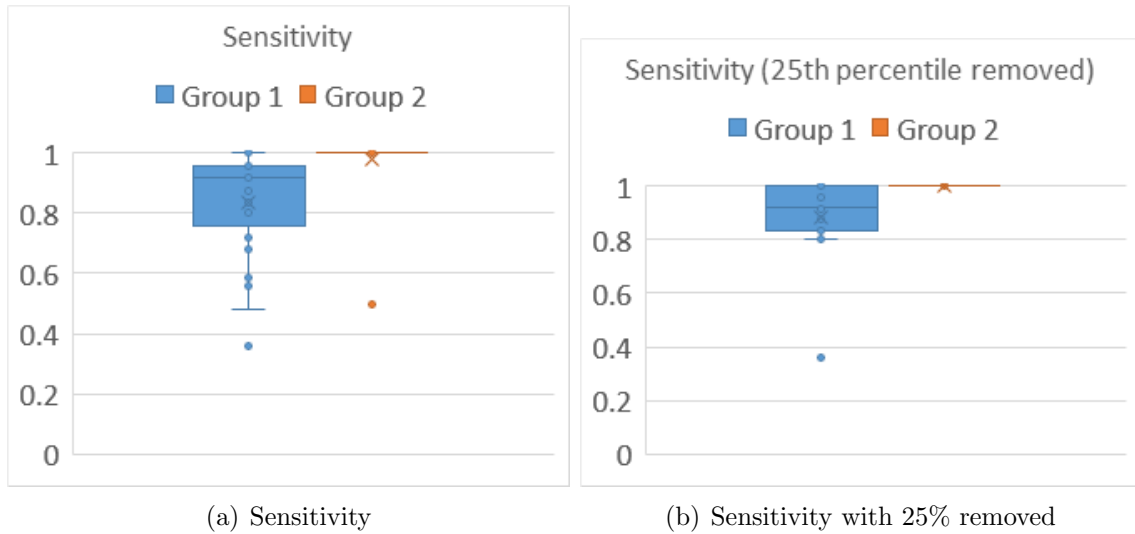 Sensitivity
Group 1 Group 2
1
0.8
0.6
0.4
0.2
0
(a) Sensitivity
Sensitivity (25th percentile removed)
Group 1 Group 2
1
0.8
0.6
0.4
0.2
0
(b) Sensitivity with 25% removed